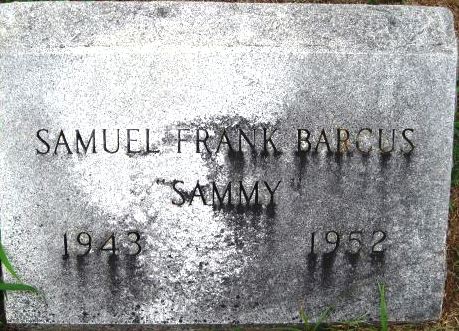 SAMUEL FRANK BARCUS
"SAMMY"
1943 1952